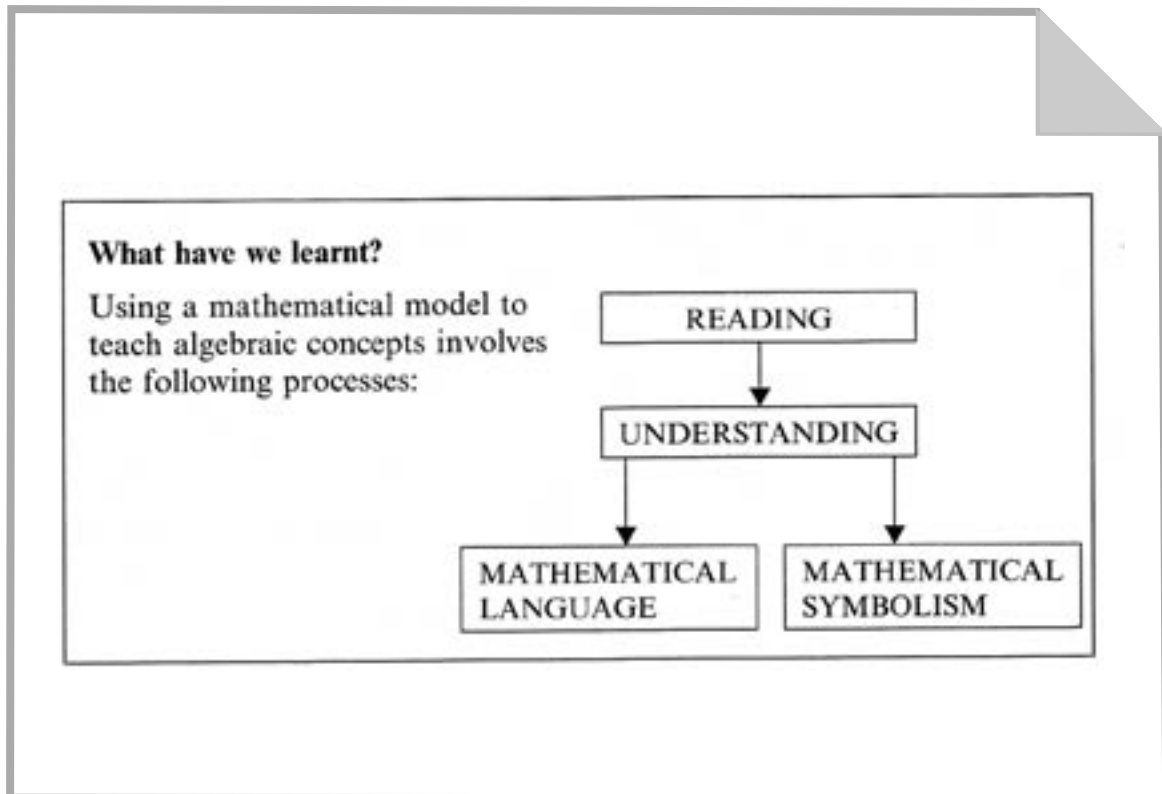 What have we learnt?
Using a mathematical model to
teach algebraic concepts involves
the following processes:
READING
UNDERSTANDING
MATHEMATICAL
LANGUAGE
MATHEMATICAL
SYMBOLISM